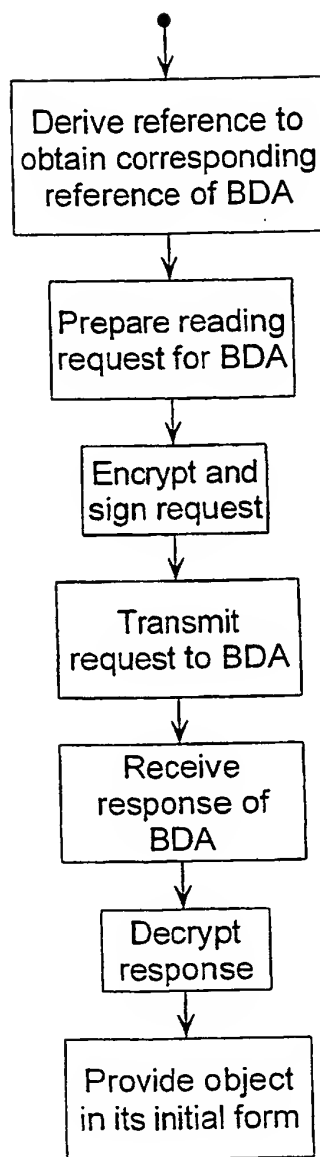 Derive reference to
obtain corresponding
reference of BDA
Prepare reading
request for BDA
Encrypt and
sign request
Transmit
request to BDA
Receive
response of
BDA
Decrypt
response
Provide object
in its initial form